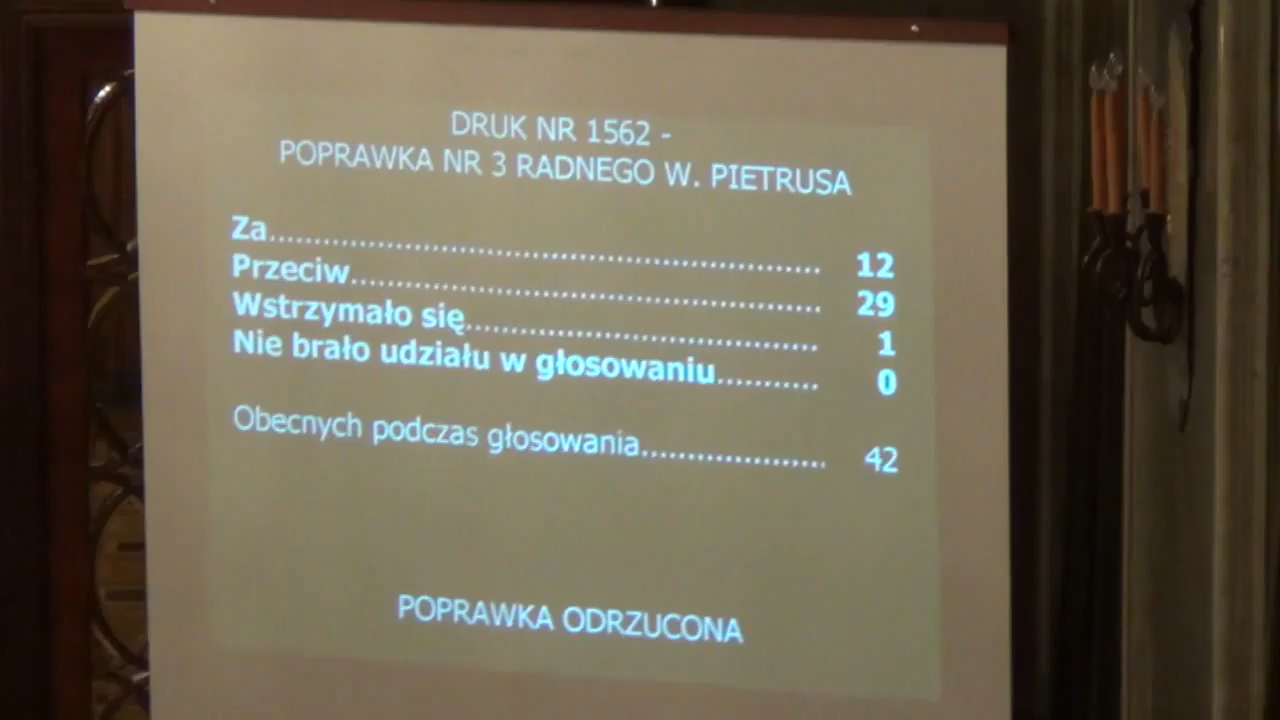 DRUK NR 1562 -
POPRAWKA NR 3 RADNEGO W. PIETRUSA
Za............................................................ 12
Przeciw.................................................... 29
Wstrzymało się...................................... 1
Nie brało udziału w głosowaniu........... 0
Obecnych podczas głosowania.................... 42
POPRAWKA ODRZUCONA